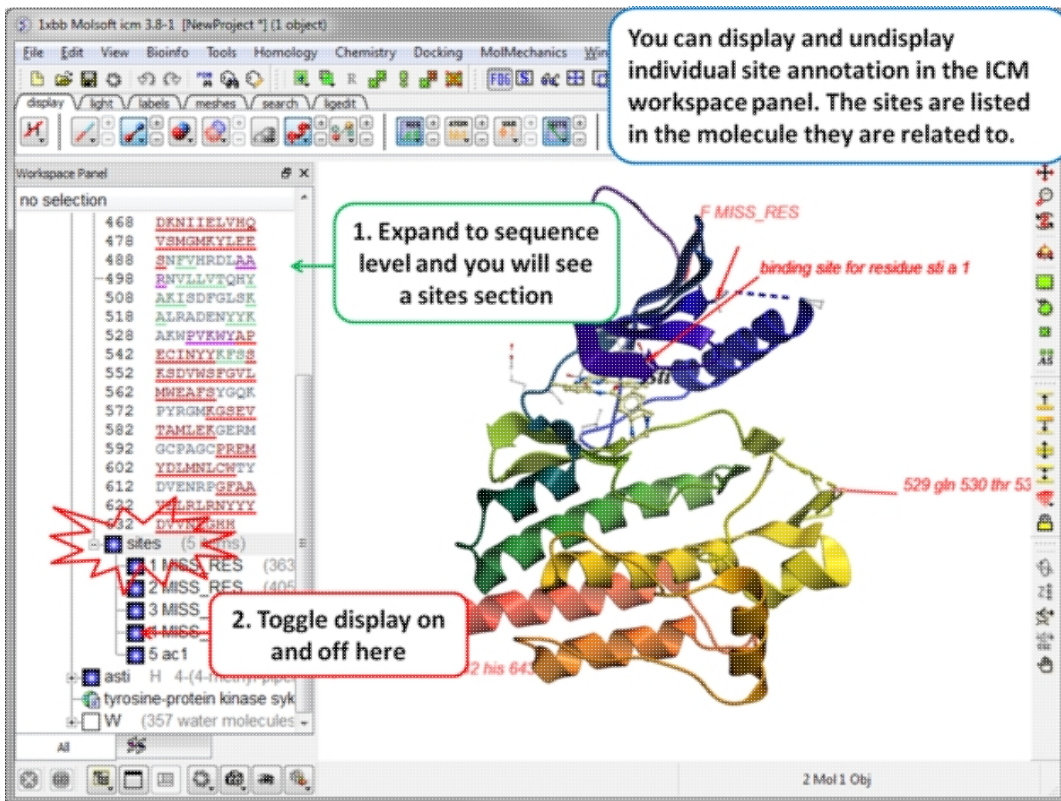 1xbb Molsoft icm 3.8-1 [NewProject *] (1 object)
File Edit View Bioinfo Tools Homology Chemistry Docking MolMechanics
You can display and undisplay
individual site annotation in the ICM
workspace panel. The sites are listed
in the molecule they are related to.
display light labels meshes search ligedit
Workspace Panel
no selection
468 DKNIIELVHQ
478 VSMGMKYLEE
488 SNFVHRDLAA
498 RNVLLVTQHY
508 AKISDFGLSK
518 ALRADENYYK
528 AKWPVKWYAP
542 ECINYYKFSS
552 KSDVWSFGVL
562 MWEAFSYGQK
572 PYRGMKGSEV
582 TAMLEKGERM
592 GCPAGCPREM
602 YDLMNLCWTY
612 DVENRPGFAA
1. Expand to sequence
level and you will see
a sites section
F MISS_RES
binding site for residue sti a 1
529 gln 530 thr 53
sites
1 MISS_RES (363
2 MISS_RES (405
3 MISS_
5 ac1
2. Toggle display on
and off here
his 643
asti H
tyrosine-protein kinase syk
W (357 water molecules
All
2 Mol 1 Obj